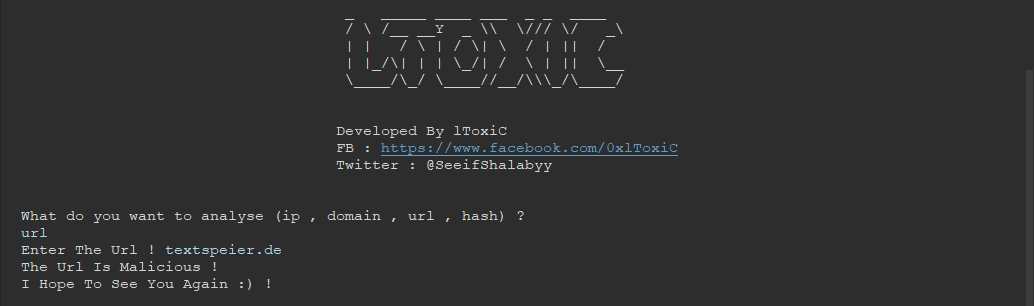 LTOXIC
Developed By lToxiC
FB : https://www.facebook.com/0xlToxiC
Twitter : @SeeifShalabyy
What do you want to analyse (ip , domain , url , hash) ?
url
Enter The Url ! textspeier.de
The Url Is Malicious !
I Hope To See You Again :) !